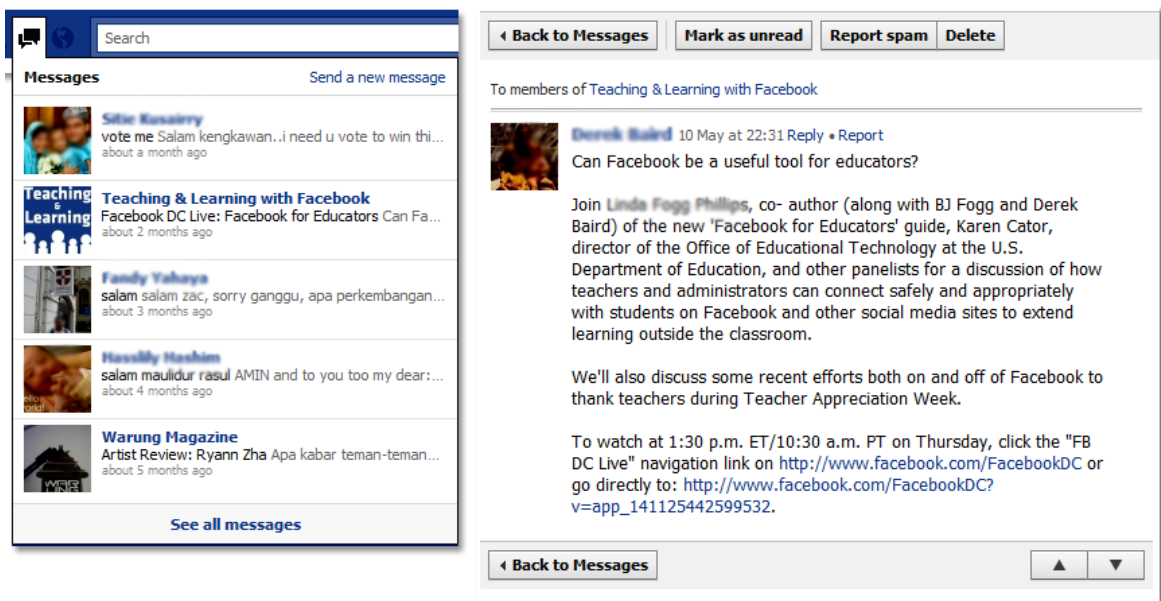 Search
Messages
Send a new message
vote me Salam kengkawan..i need u vote to win thi...
about a month ago
Teaching
&
Learning
Teaching & Learning with Facebook
Facebook DC Live: Facebook for Educators Can Fa...
about 2 months ago
salam salam zac, sorry ganggu, apa perkembangan...
about 3 months ago
salam maulidur rasul AMIN and to you too my dear:...
about 4 months ago
WAR
UNG
Warung Magazine
Artist Review: Ryann Zha Apa kabar teman-teman...
about 5 months ago
See all messages
Back to Messages
Mark as unread
Report spam
Delete
To members of Teaching & Learning with Facebook
10 May at 22:31 Reply • Report
Can Facebook be a useful tool for educators?
Join , co- author (along with BJ Fogg and Derek
Baird) of the new 'Facebook for Educators' guide, Karen Cator,
director of the Office of Educational Technology at the U.S.
Department of Education, and other panelists for a discussion of how
teachers and administrators can connect safely and appropriately
with students on Facebook and other social media sites to extend
learning outside the classroom.
We'll also discuss some recent efforts both on and off of Facebook to
thank teachers during Teacher Appreciation Week.
To watch at 1:30 p.m. ET/10:30 a.m. PT on Thursday, click the "FB
DC Live" navigation link on http://www.facebook.com/FacebookDC or
go directly to: http://www.facebook.com/FacebookDC?
v=app_141125442599532.
Back to Messages